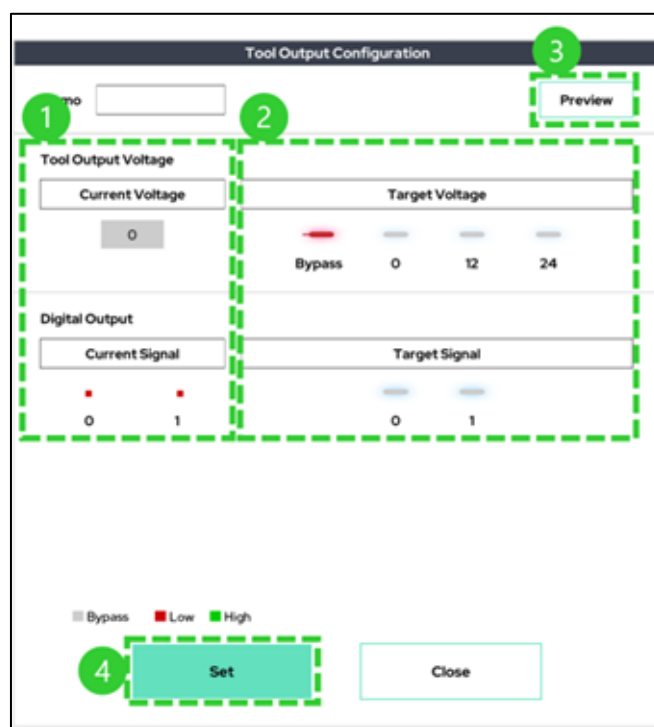 Tool Output Configuration
3
mo
Preview
1
2
Tool Output Voltage
Current Voltage
Target Voltage
0
Bypass 0 12 24
Digital Output
Current Signal
Target Signal
0 1
0 1
Bypass Low High
4
Set
Close